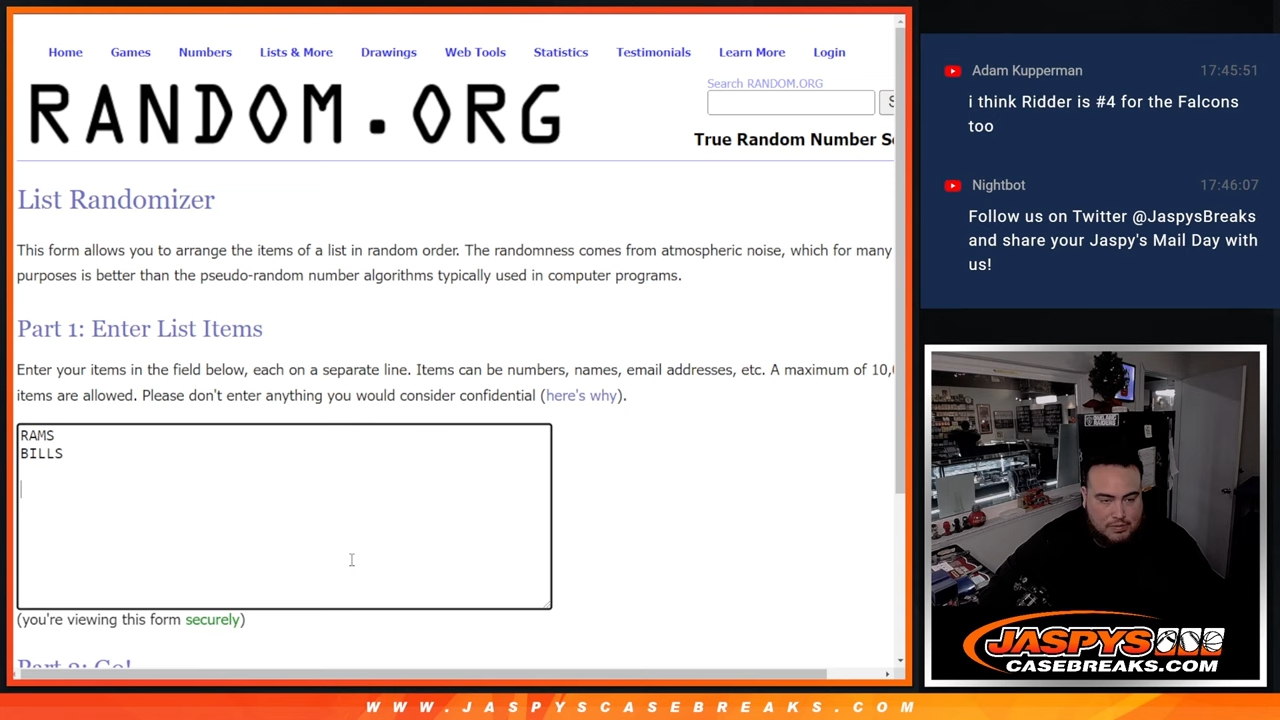 Home Games Numbers Lists & More Drawings Web Tools Statistics Testimonials Learn More Login
RANDOM.ORG
Search RANDOM.ORG
S
True Random Number Se
List Randomizer
This form allows you to arrange the items of a list in random order. The randomness comes from atmospheric noise, which for many
purposes is better than the pseudo-random number algorithms typically used in computer programs.
Part 1: Enter List Items
Enter your items in the field below, each on a separate line. Items can be numbers, names, email addresses, etc. A maximum of 10,
items are allowed. Please don't enter anything you would consider confidential (here's why).
RAMS
BILLS
(you're viewing this form securely)
Part 2: Go!
Adam Kupperman 17:45:51
i think Ridder is #4 for the Falcons
too
Nightbot 17:46:07
Follow us on Twitter @JaspysBreaks
and share your Jaspy's Mail Day with
us!
JASPYS
CASEBREAKS.COM
WWW.JASPYSCASEBREAKS.COM